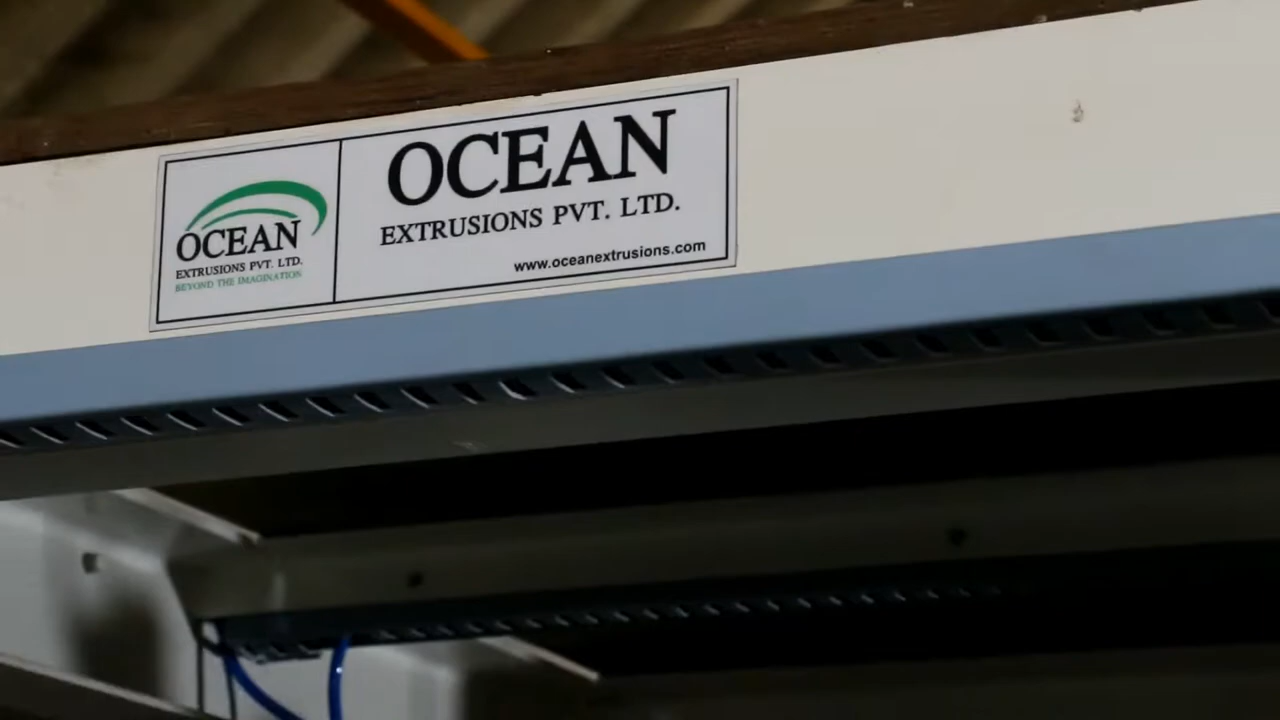 OCEAN
EXTRUSIONS PVT. LTD.
BEYOND THE IMAGINATION
OCEAN
EXTRUSIONS PVT. LTD.
www.oceanextrusions.com